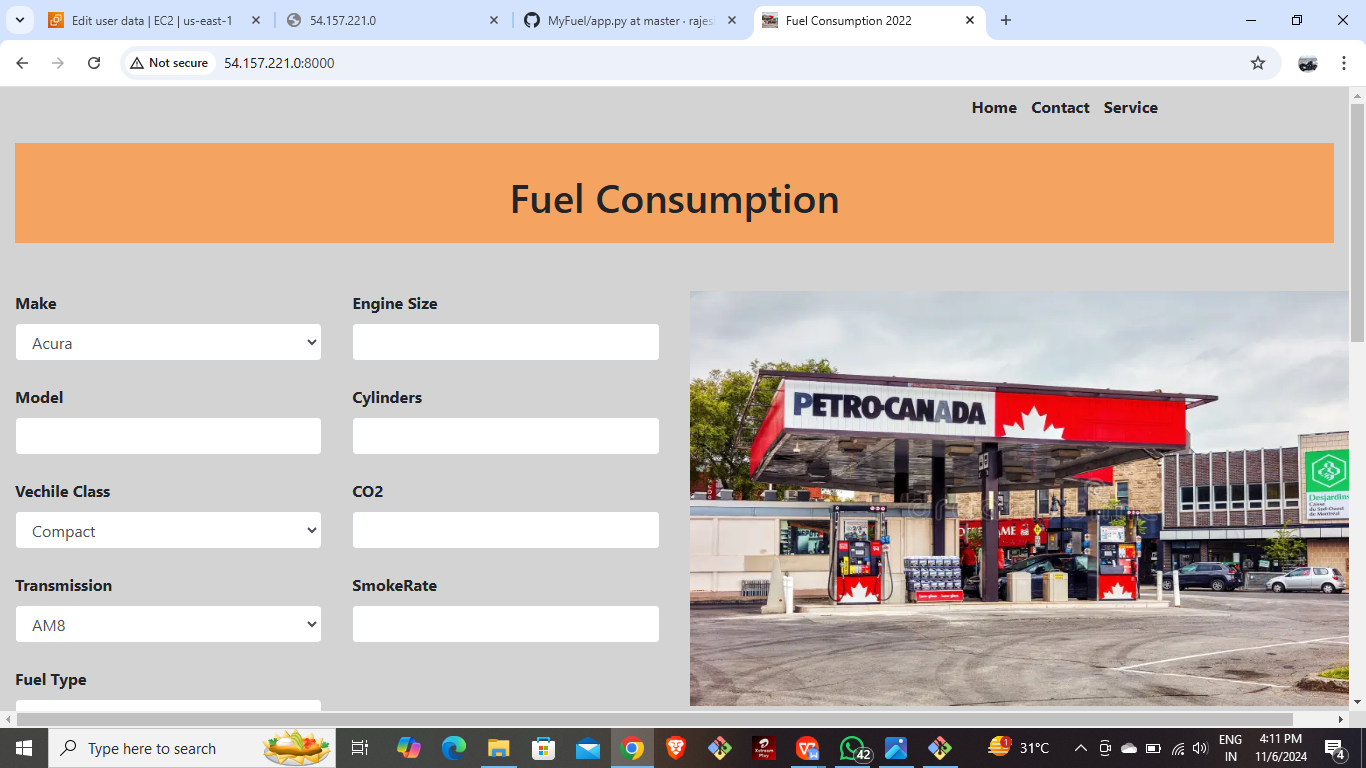 Edit user data | EC2 | us-east-1
54.157.221.0
MyFuel/app.py at master · rajes
Fuel Consumption 2022
Not secure
54.157.221.0:8000
Home Contact Service
Fuel Consumption
Make
Acura
Engine Size
Model
Cylinders
Vechile Class
Compact
CO2
Transmission
AM8
SmokeRate
Fuel Type
PETRO-CANADA
Desjardins
Type here to search
42
1
31°C
ENG
IN
4:11 PM
11/6/2024
4